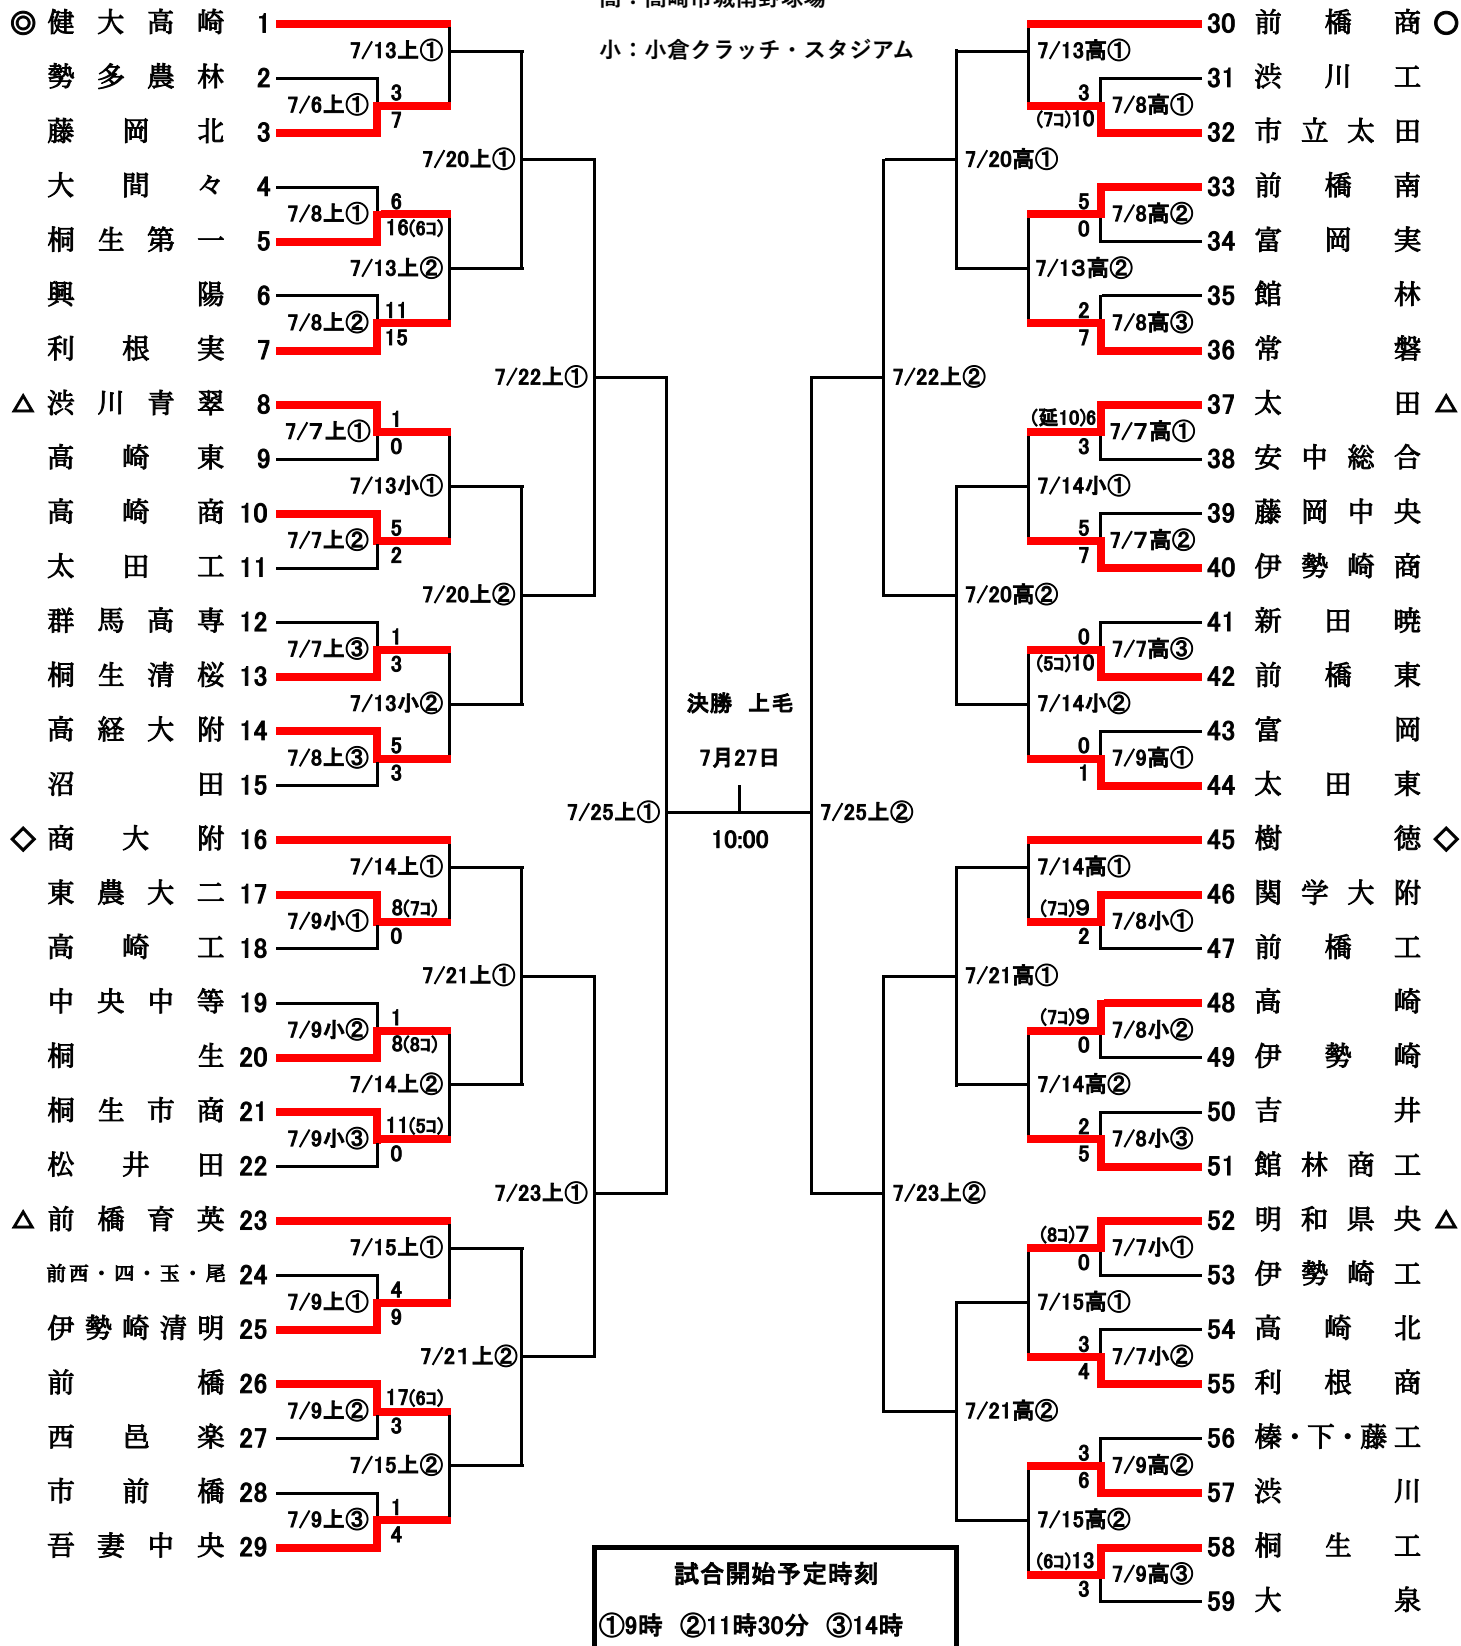 高：高崎市城南野球場
小：小倉クラッチ・スタジアム
◎ 健大高崎 1
7/13上①
勢多農林 2
7/6上① 3 7
藤岡北 3
7/20上①
大間々 4
7/8上① 6 16(6コ)
桐生第一 5
7/13上②
興陽 6
7/8上② 11 15
利根実 7
7/22上①
△ 渋川青翠 8
7/7上① 1 0
高崎東 9
7/13小①
高崎商 10
7/7上② 5 2
太田工 11
7/20上②
群馬高専 12
7/7上③ 1 3
桐生清桜 13
7/13小②
高経大附 14
7/8上③ 5 3
沼田 15
7/25上①
◇ 商大附 16
7/14上①
東農大二 17
7/9小① 8(7コ) 0
高崎工 18
7/21上①
中央中等 19
7/9小② 1 8(8コ)
桐生 20
7/14上②
桐生市商 21
7/9小③ 11(5コ) 0
松井田 22
7/23上①
△ 前橋育英 23
7/15上①
前西・四・玉・尾 24
7/9上① 4 9
伊勢崎清明 25
7/21上②
前橋 26
7/9上② 17(6コ) 3
西邑楽 27
7/15上②
市前橋 28
7/9上③ 1 4
吾妻中央 29
決勝 上毛
7月27日
10:00
30 前橋商 ○
7/13高①
31 渋川工
3 (7コ)10 7/8高①
32 市立太田
7/20高①
33 前橋南
5 0 7/8高②
34 富岡実
7/13高②
35 館林
2 7 7/8高③
36 常磐
7/22上②
37 太田 △
(延10)6 3 7/7高①
38 安中総合
7/14小①
39 藤岡中央
5 7 7/7高②
40 伊勢崎商
7/20高②
41 新田暁
0 (5コ)10 7/7高③
42 前橋東
7/14小②
43 富岡
0 1 7/9高①
44 太田東
7/25上②
45 樹徳 ◇
7/14高①
46 関学大附
(7コ)9 2 7/8小①
47 前橋工
7/21高①
48 高崎
(7コ)9 0 7/8小②
49 伊勢崎
7/14高②
50 吉井
2 5 7/8小③
51 館林商工
7/23上②
52 明和県央 △
(8コ)7 0 7/7小①
53 伊勢崎工
7/15高①
54 高崎北
3 4 7/7小②
55 利根商
7/21高②
56 榛・下・藤工
3 6 7/9高②
57 渋川
7/15高②
58 桐生工
(6コ)13 3 7/9高③
59 大泉
試合開始予定時刻
①9時 ②11時30分 ③14時